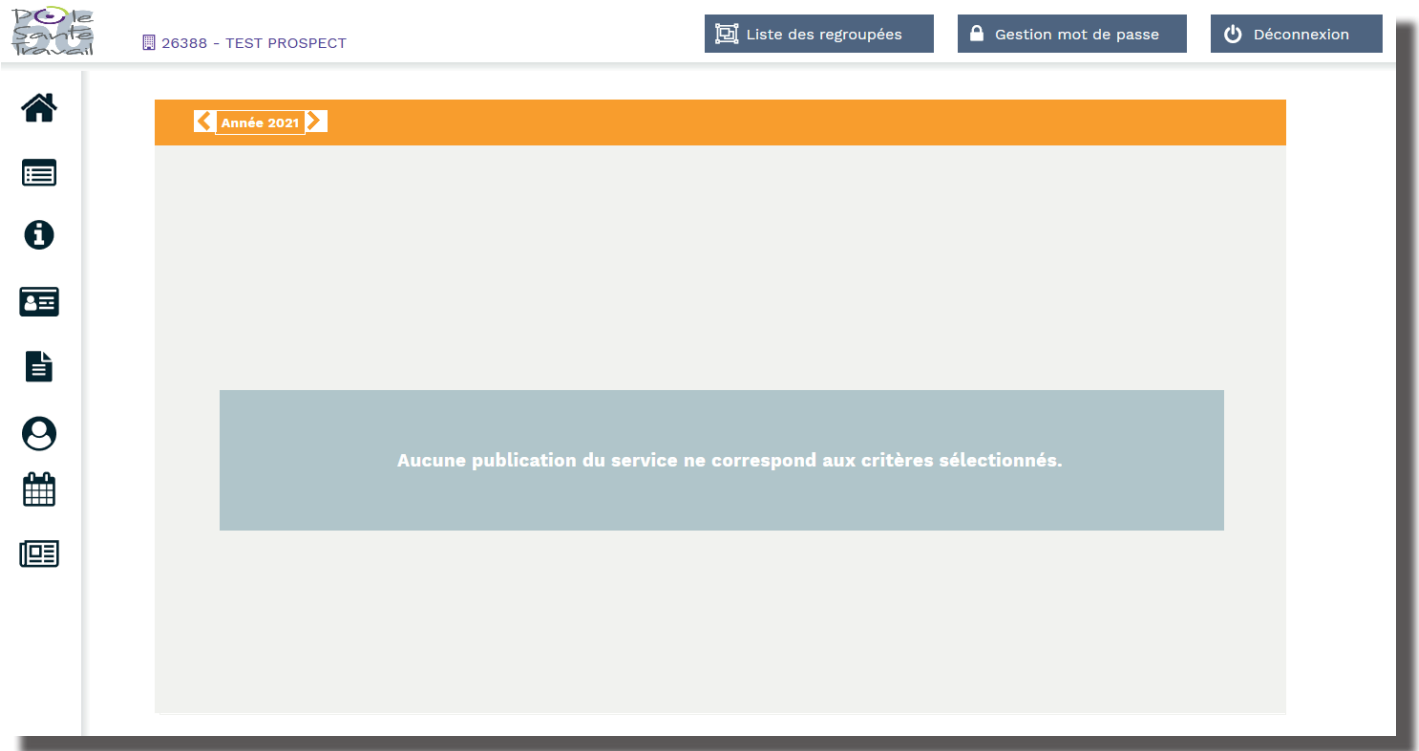 Pôle
Santé
Travail
26388 - TEST PROSPECT
Liste des regroupées
Gestion mot de passe
Déconnexion
Année 2021
Aucune publication du service ne correspond aux critères sélectionnés.